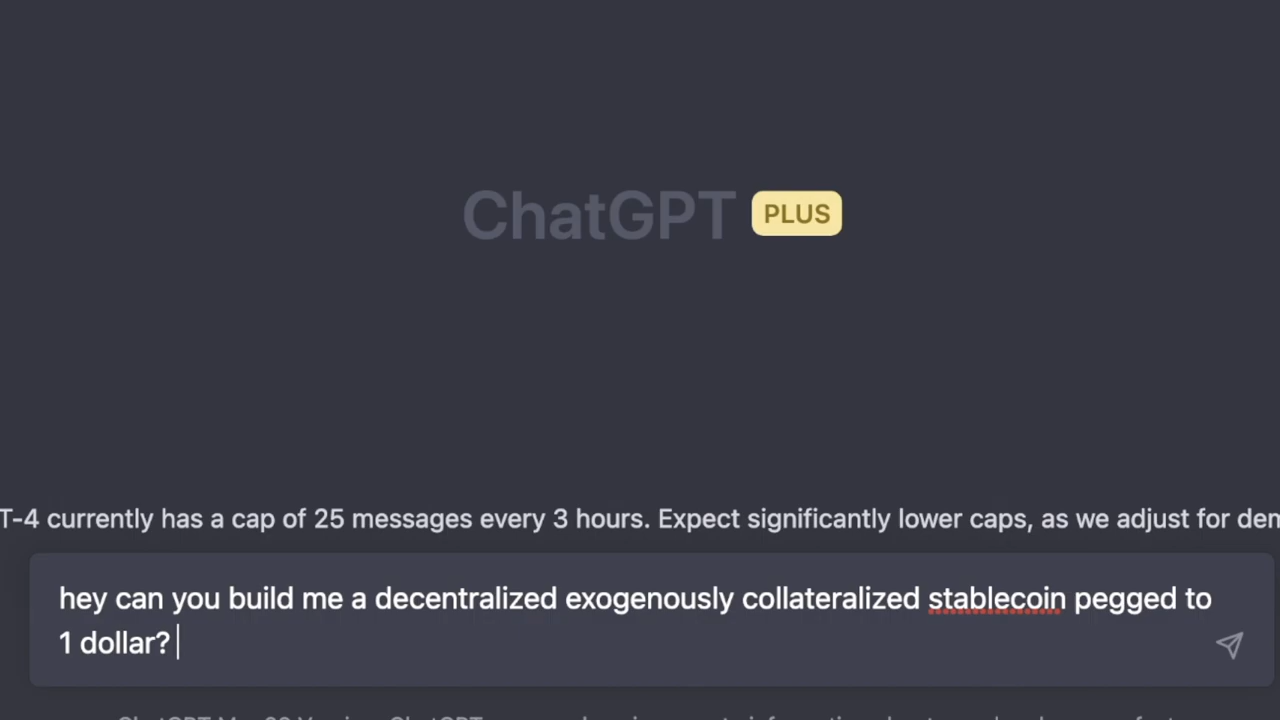 ChatGPT PLUS
T-4 currently has a cap of 25 messages every 3 hours. Expect significantly lower caps, as we adjust for den
hey can you build me a decentralized exogenously collateralized stablecoin pegged to
1 dollar?